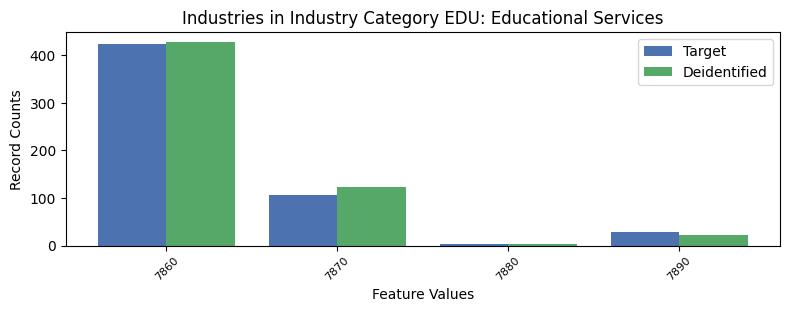 Industries in Industry Category EDU: Educational Services
Target
Deidentified
Record Counts
400
300
200
100
0
7860
7870
7880
7890
Feature Values